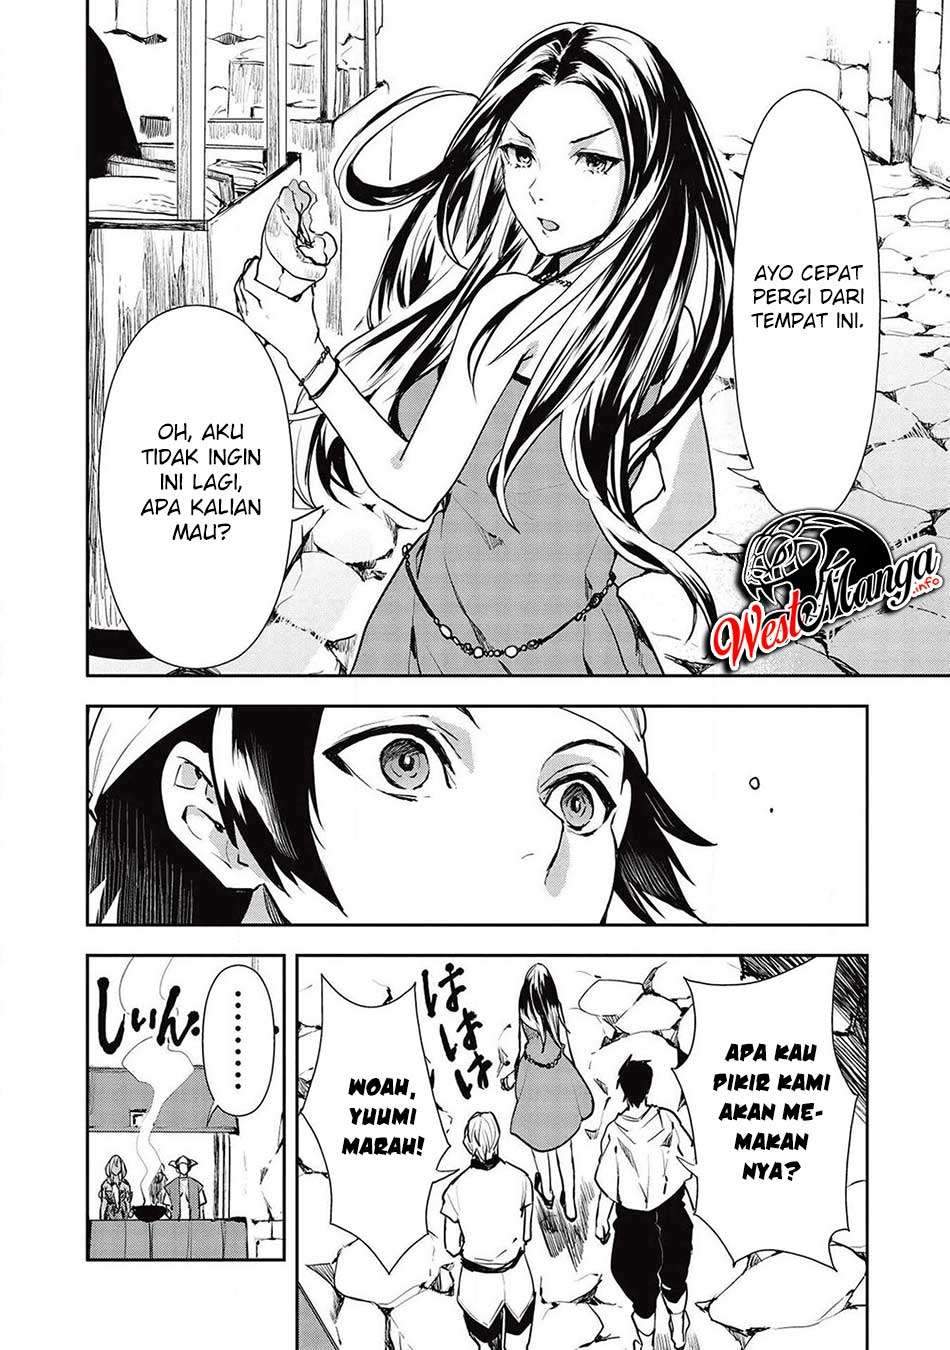 AYO CEPAT
PERGI DARI
TEMPAT INI.
OH, AKU
TIDAK INGIN
INI LAGI,
APA KALIAN
MAU?
WestManga
.info
APA KAU
PIKIR KAMI
AKAN ME-
MAKAN
NYA?
はははは
WOAH,
YUUMI
MARAH!
しぃん